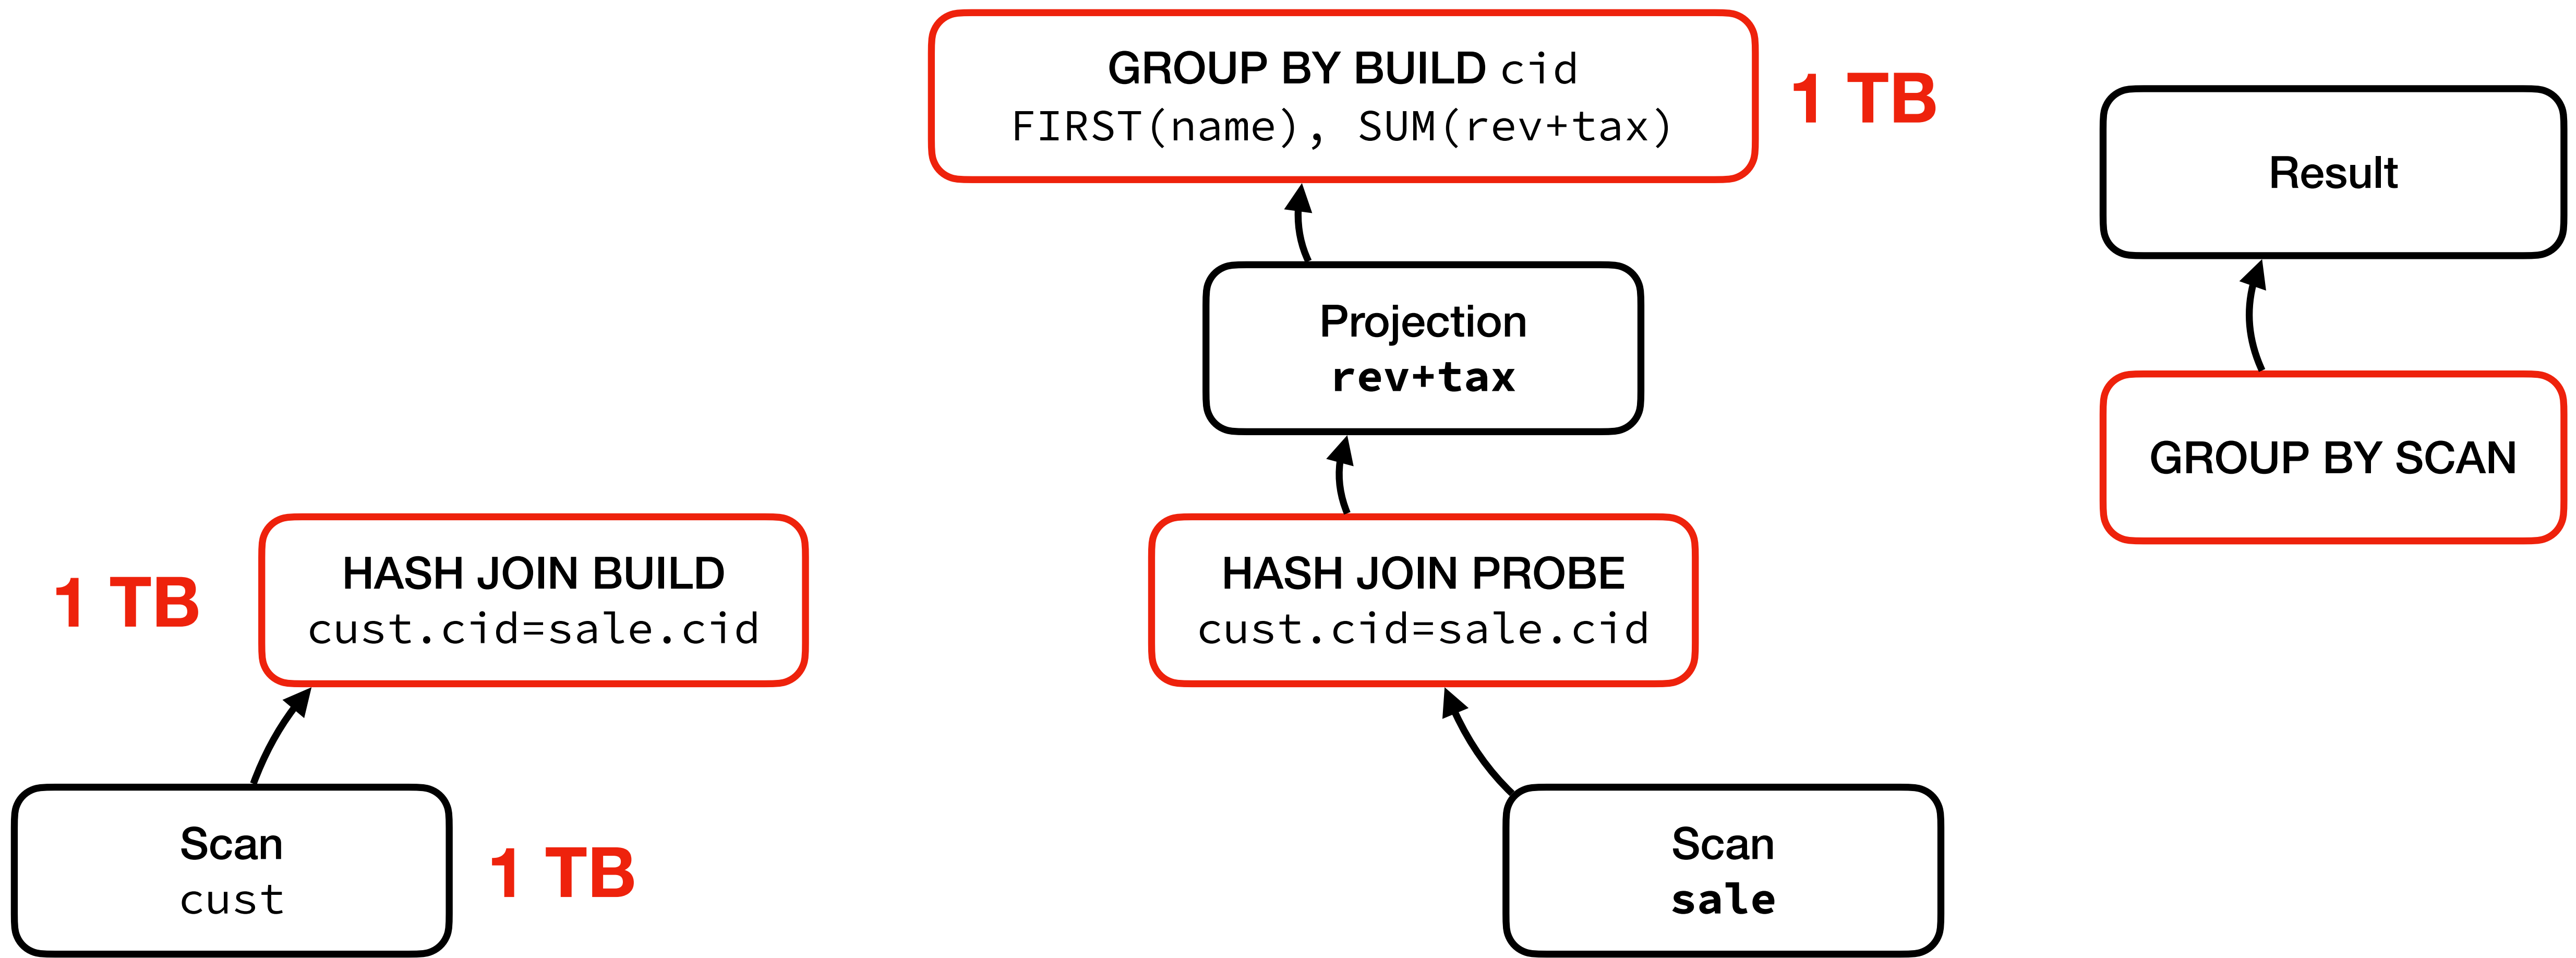 GROUP BY BUILD cid
FIRST(name), SUM(rev+tax)
1 TB
Result
Projection
rev+tax
GROUP BY SCAN
1 TB
HASH JOIN BUILD
cust.cid=sale.cid
HASH JOIN PROBE
cust.cid=sale.cid
Scan
cust
1 TB
Scan
sale